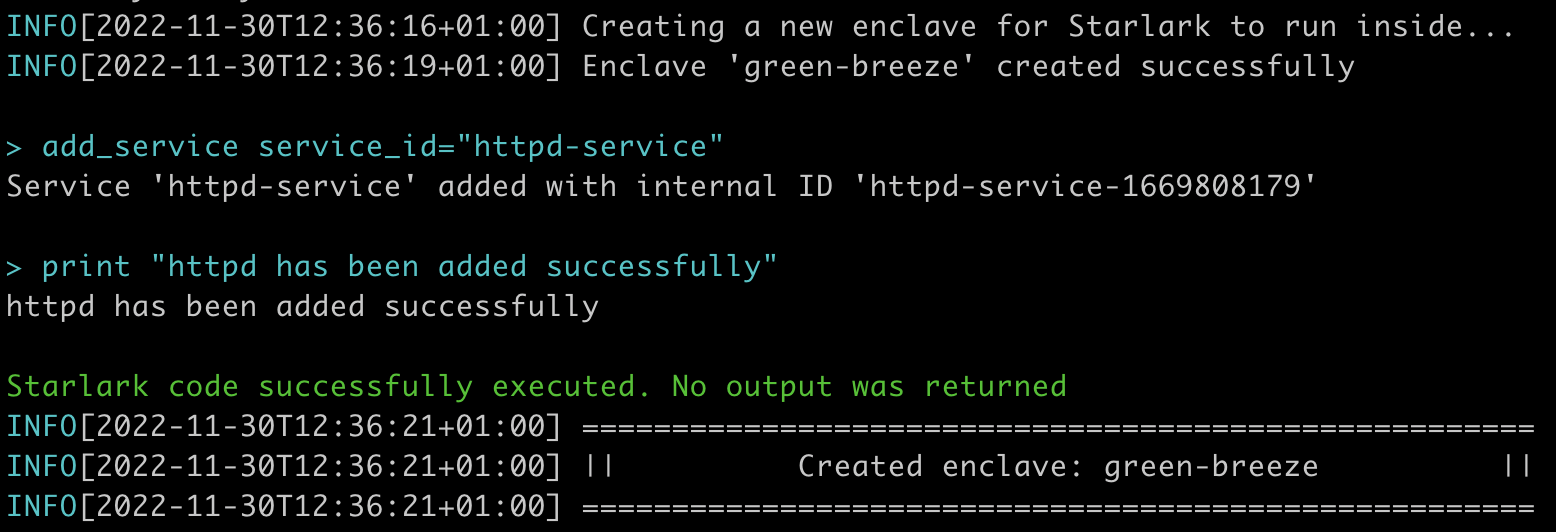 INFO[2022-11-30T12:36:16+01:00] Creating a new enclave for Starlark to run inside...
INFO[2022-11-30T12:36:19+01:00] Enclave 'green-breeze' created successfully
> add_service service_id="httpd-service"
Service 'httpd-service' added with internal ID 'httpd-service-1669808179'
> print "httpd has been added successfully"
httpd has been added successfully
Starlark code successfully executed. No output was returned
INFO[2022-11-30T12:36:21+01:00] =====================================================
INFO[2022-11-30T12:36:21+01:00] ||          Created enclave: green-breeze          ||
INFO[2022-11-30T12:36:21+01:00] =====================================================